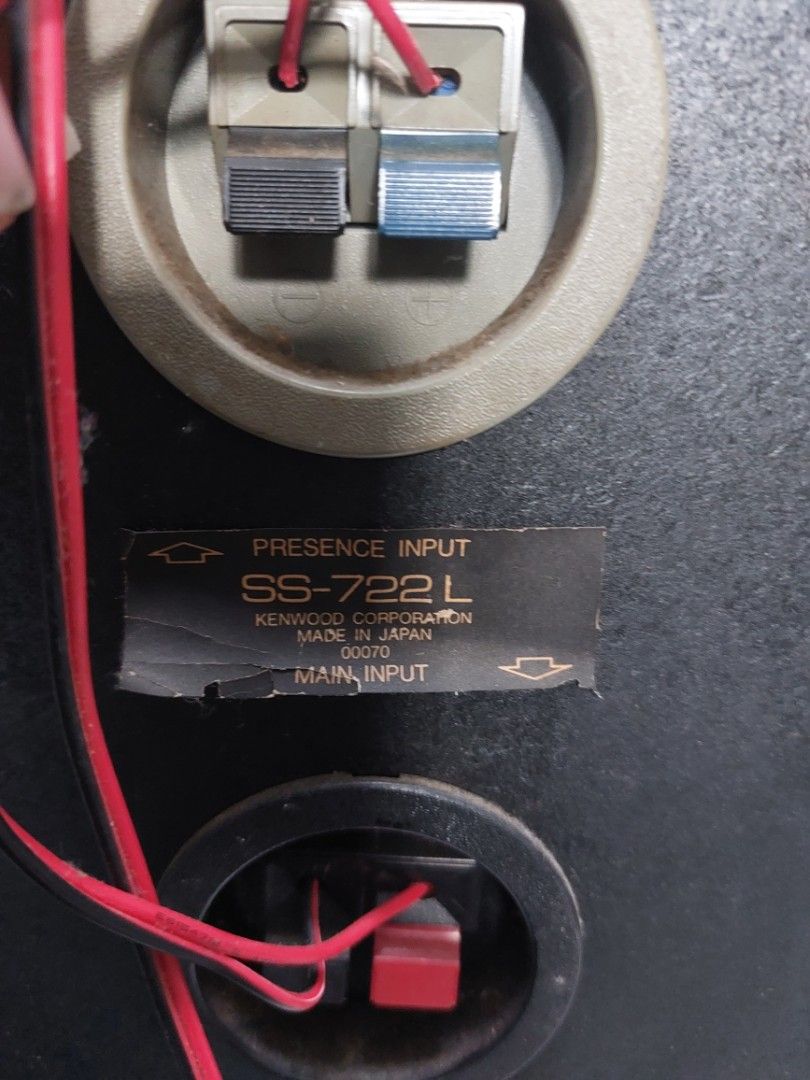 PRESENCE INPUT
SS-722 L
KENWOOD CORPORATION
MADE IN JAPAN
00070
MAIN INPUT